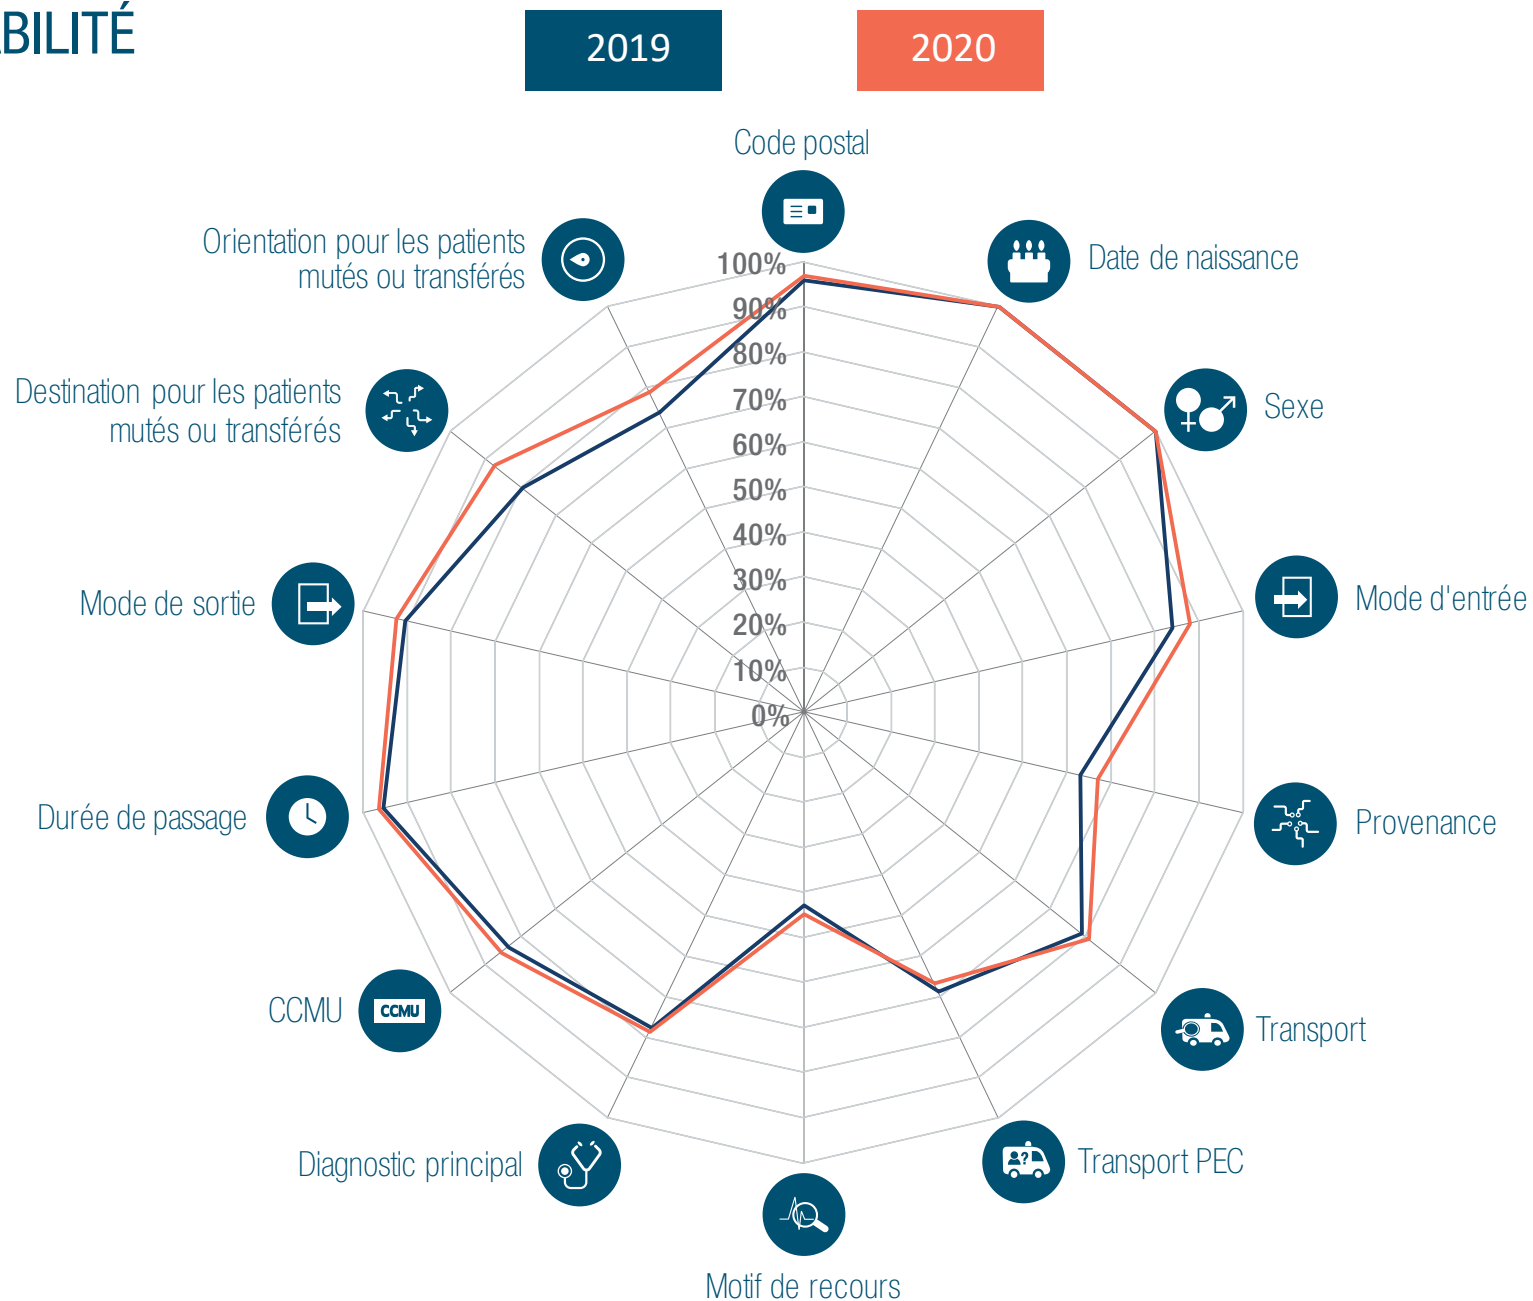 BILITÉ
2019
2020
Code postal
Orientation pour les patients
mutés ou transférés
Date de naissance
Destination pour les patients
mutés ou transférés
Sexe
100%
90%
80%
70%
60%
50%
40%
30%
20%
10%
0%
Mode de sortie
Mode d'entrée
Durée de passage
Provenance
CCMU
CCMU
Transport
Diagnostic principal
Transport PEC
Motif de recours